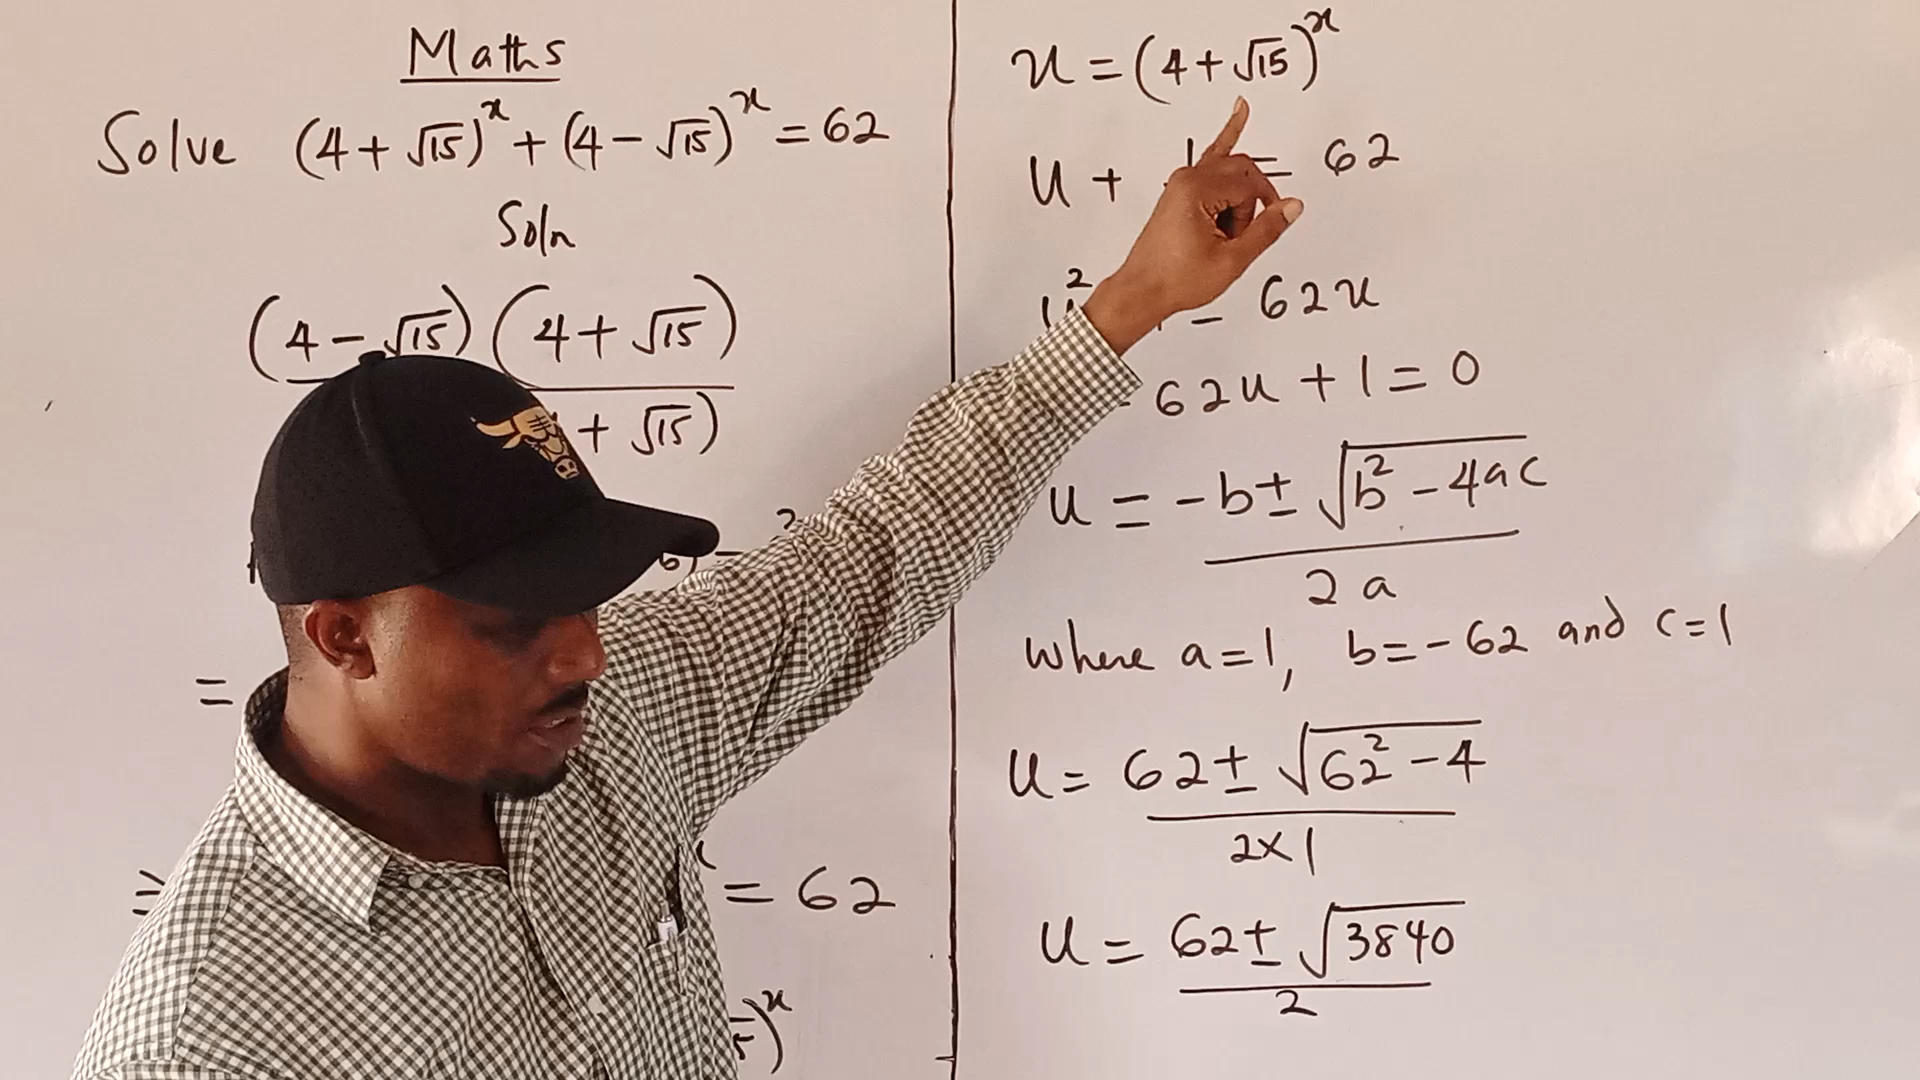 Maths
Solve (4+√15)^x + (4-√15)^x = 62
Soln
(4-√15)(4+√15)
+ √15)
=
= 62
)^x
u = (4+√15)^x
u + = 62
u² = 62u
- 62u + 1 = 0
u = -b ± √b² - 4ac
2a
where a=1, b=-62 and c=1
u = 62 ± √62² - 4
2×1
u = 62 ± √3840
2